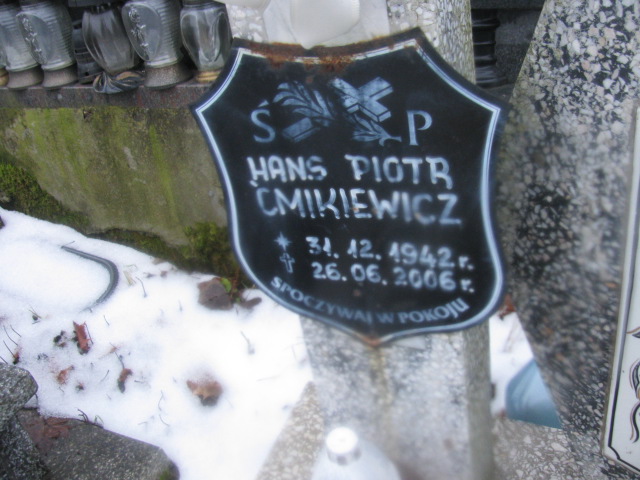 Ś P
HANS PIOTR
ĆMIKIEWICZ
31.12.1942 r.
26.06.2006 r.
SPOCZYWAJ W POKOJU